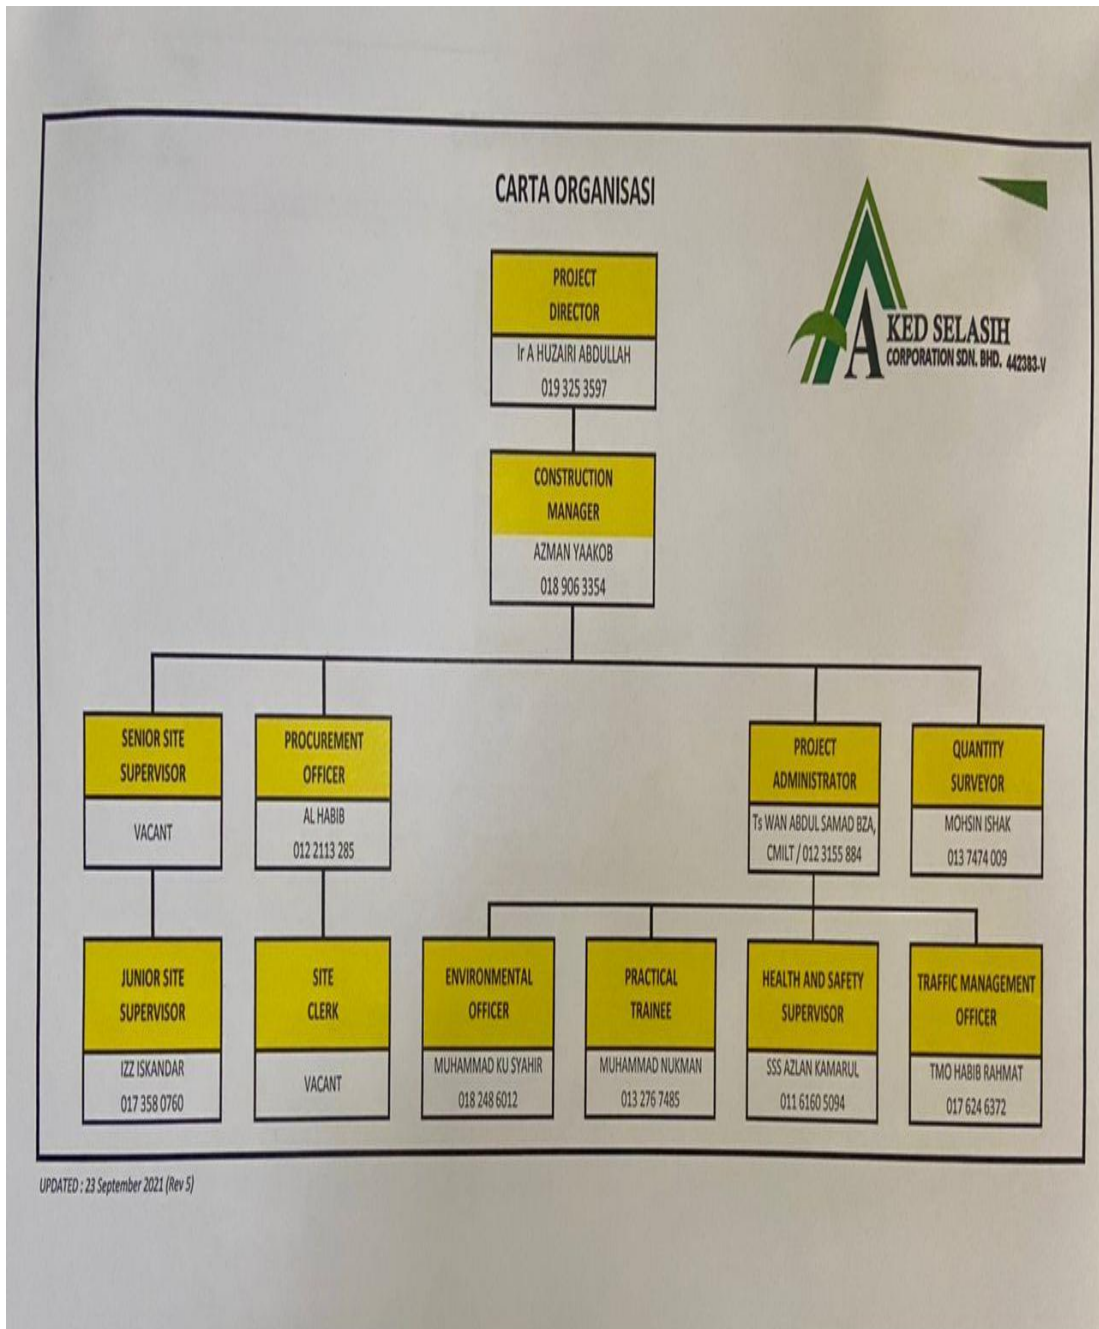 CARTA ORGANISASI
AKED SELASIH
CORPORATION SDN. BHD. 442383-V
PROJECT
DIRECTOR
Ir A HUZAIRI ABDULLAH
019 325 3597
CONSTRUCTION
MANAGER
AZMAN YAAKOB
018 906 3354
SENIOR SITE
SUPERVISOR
VACANT
PROCUREMENT
OFFICER
AL HABIB
012 2113 285
PROJECT
ADMINISTRATOR
Ts WAN ABDUL SAMAD BZA,
CMILT / 012 3155 884
QUANTITY
SURVEYOR
MOHSIN ISHAK
013 7474 009
JUNIOR SITE
SUPERVISOR
IZZ ISKANDAR
017 358 0760
SITE
CLERK
VACANT
ENVIRONMENTAL
OFFICER
MUHAMMAD KU SYAHIR
018 248 6012
PRACTICAL
TRAINEE
MUHAMMAD NUKMAN
013 276 7485
HEALTH AND SAFETY
SUPERVISOR
SSS AZLAN KAMARUL
011 6160 5094
TRAFFIC MANAGEMENT
OFFICER
TMO HABIB RAHMAT
017 624 6372
UPDATED : 23 September 2021 (Rev 5)